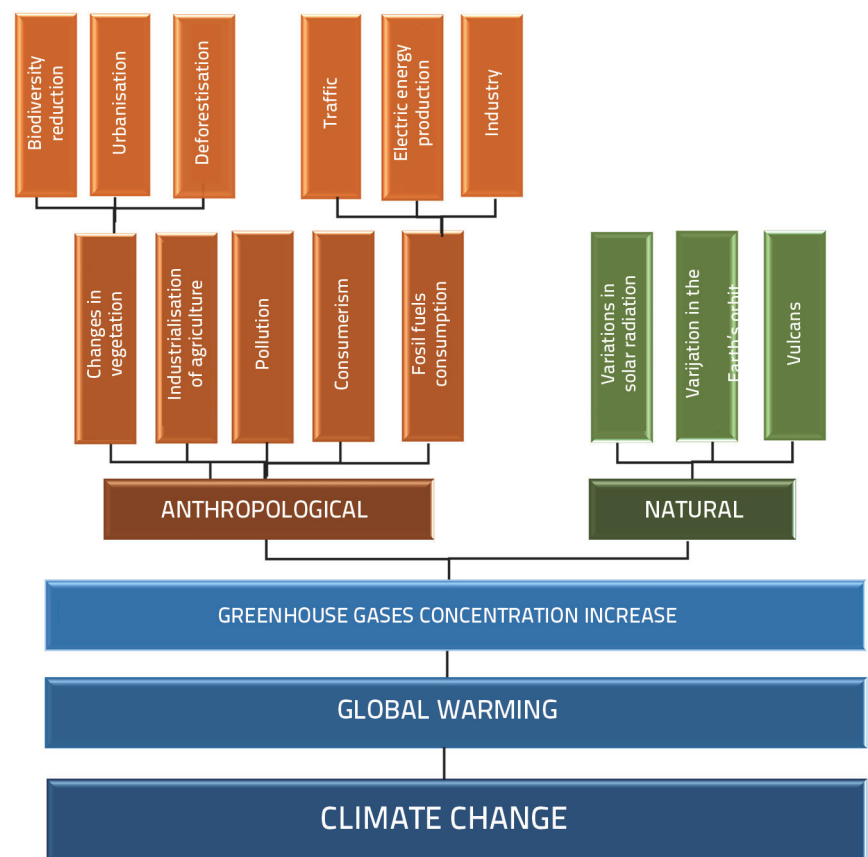 Biodiversity
reduction
Urbanisation
Deforestisation
Traffic
Electric energy
production
Industry
Changes in
vegetation
Industrialisation
of agriculture
Pollution
Consumerism
Fosil fuels
consumption
Variations in
solar radiation
Varijation in the
Earth's orbit
Vulcans
ANTHROPOLOGICAL
NATURAL
GREENHOUSE GASES CONCENTRATION INCREASE
GLOBAL WARMING
CLIMATE CHANGE